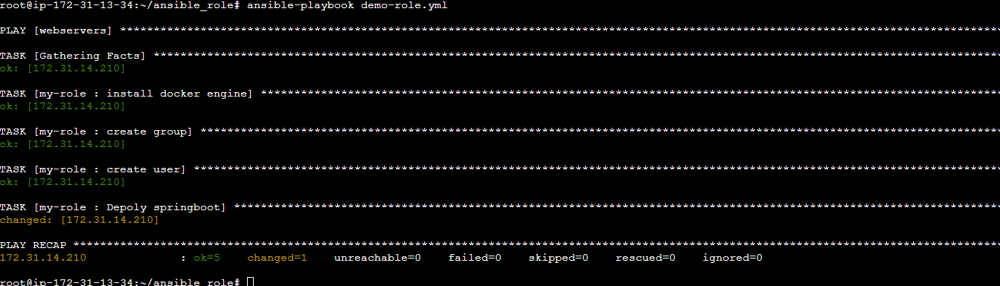 root@ip-172-31-13-34:~/ansible_role# ansible-playbook demo-role.yml
PLAY [webservers] ****************************************************************************************************************************************
TASK [Gathering Facts] ***********************************************************************************************************************************
ok: [172.31.14.210]
TASK [my-role : install docker engine] *******************************************************************************************************************
ok: [172.31.14.210]
TASK [my-role : create group] ****************************************************************************************************************************
ok: [172.31.14.210]
TASK [my-role : create user] *****************************************************************************************************************************
ok: [172.31.14.210]
TASK [my-role : Depoly springboot] ***********************************************************************************************************************
changed: [172.31.14.210]
PLAY RECAP ***********************************************************************************************************************************************
172.31.14.210              : ok=5    changed=1    unreachable=0    failed=0    skipped=0    rescued=0    ignored=0
root@ip-172-31-13-34:~/ansible_role#